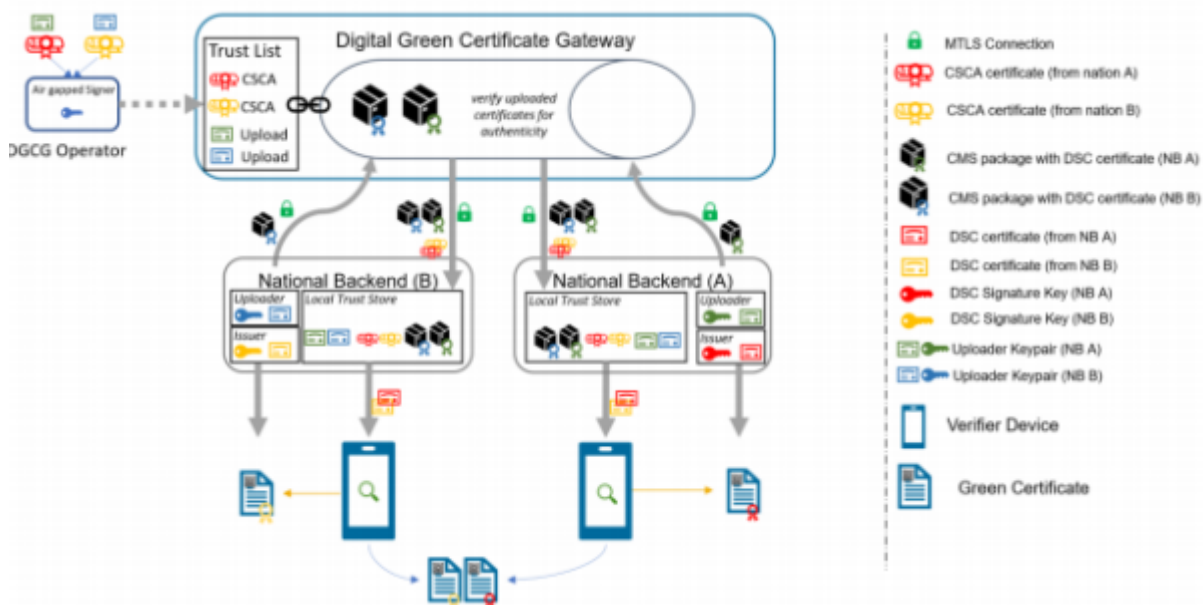 Digital Green Certificate Gateway
Trust List
CSCA
CSCA
Upload
Upload
verify uploaded
certificates for
authenticity
Air gapped Signer
DGCG Operator
National Backend (B)
Uploader
Issuer
Local Trust Store
National Backend (A)
Local Trust Store
Uploader
Issuer
MTLS Connection
CSCA certificate (from nation A)
CSCA certificate (from nation B)
CMS package with DSC certificate (NB A)
CMS package with DSC certificate (NB B)
DSC certificate (from NB A)
DSC certificate (from NB B)
DSC Signature Key (NB A)
DSC Signature Key (NB B)
Uploader Keypair (NB A)
Uploader Keypair (NB B)
Verifier Device
Green Certificate